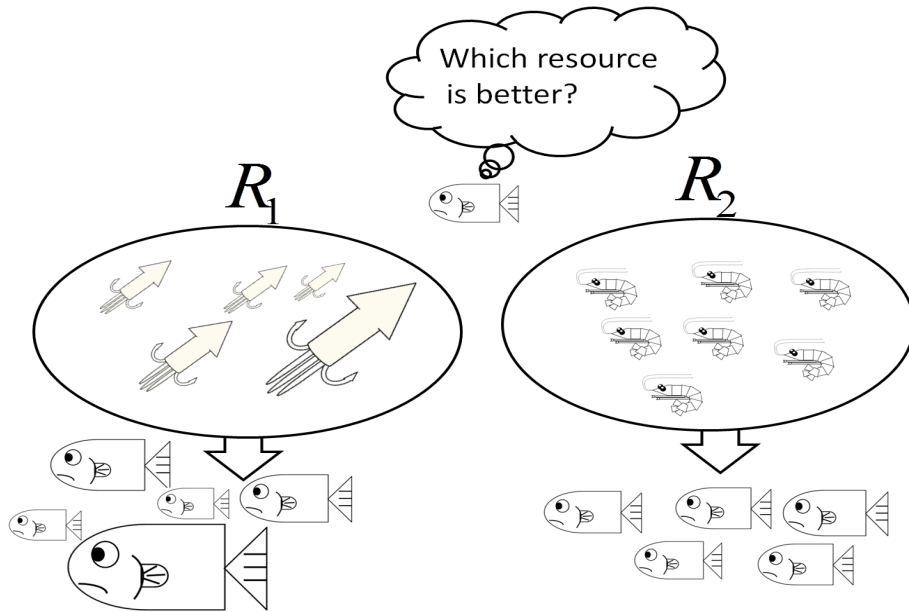 Which resource
is better?
R₁
R₂